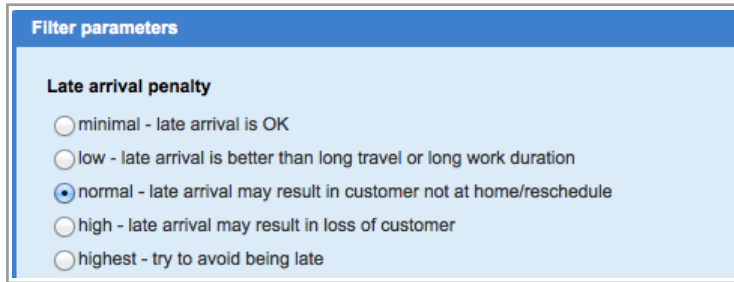 Filter parameters
Late arrival penalty
minimal - late arrival is OK
low - late arrival is better than long travel or long work duration
normal - late arrival may result in customer not at home/reschedule
high - late arrival may result in loss of customer
highest - try to avoid being late